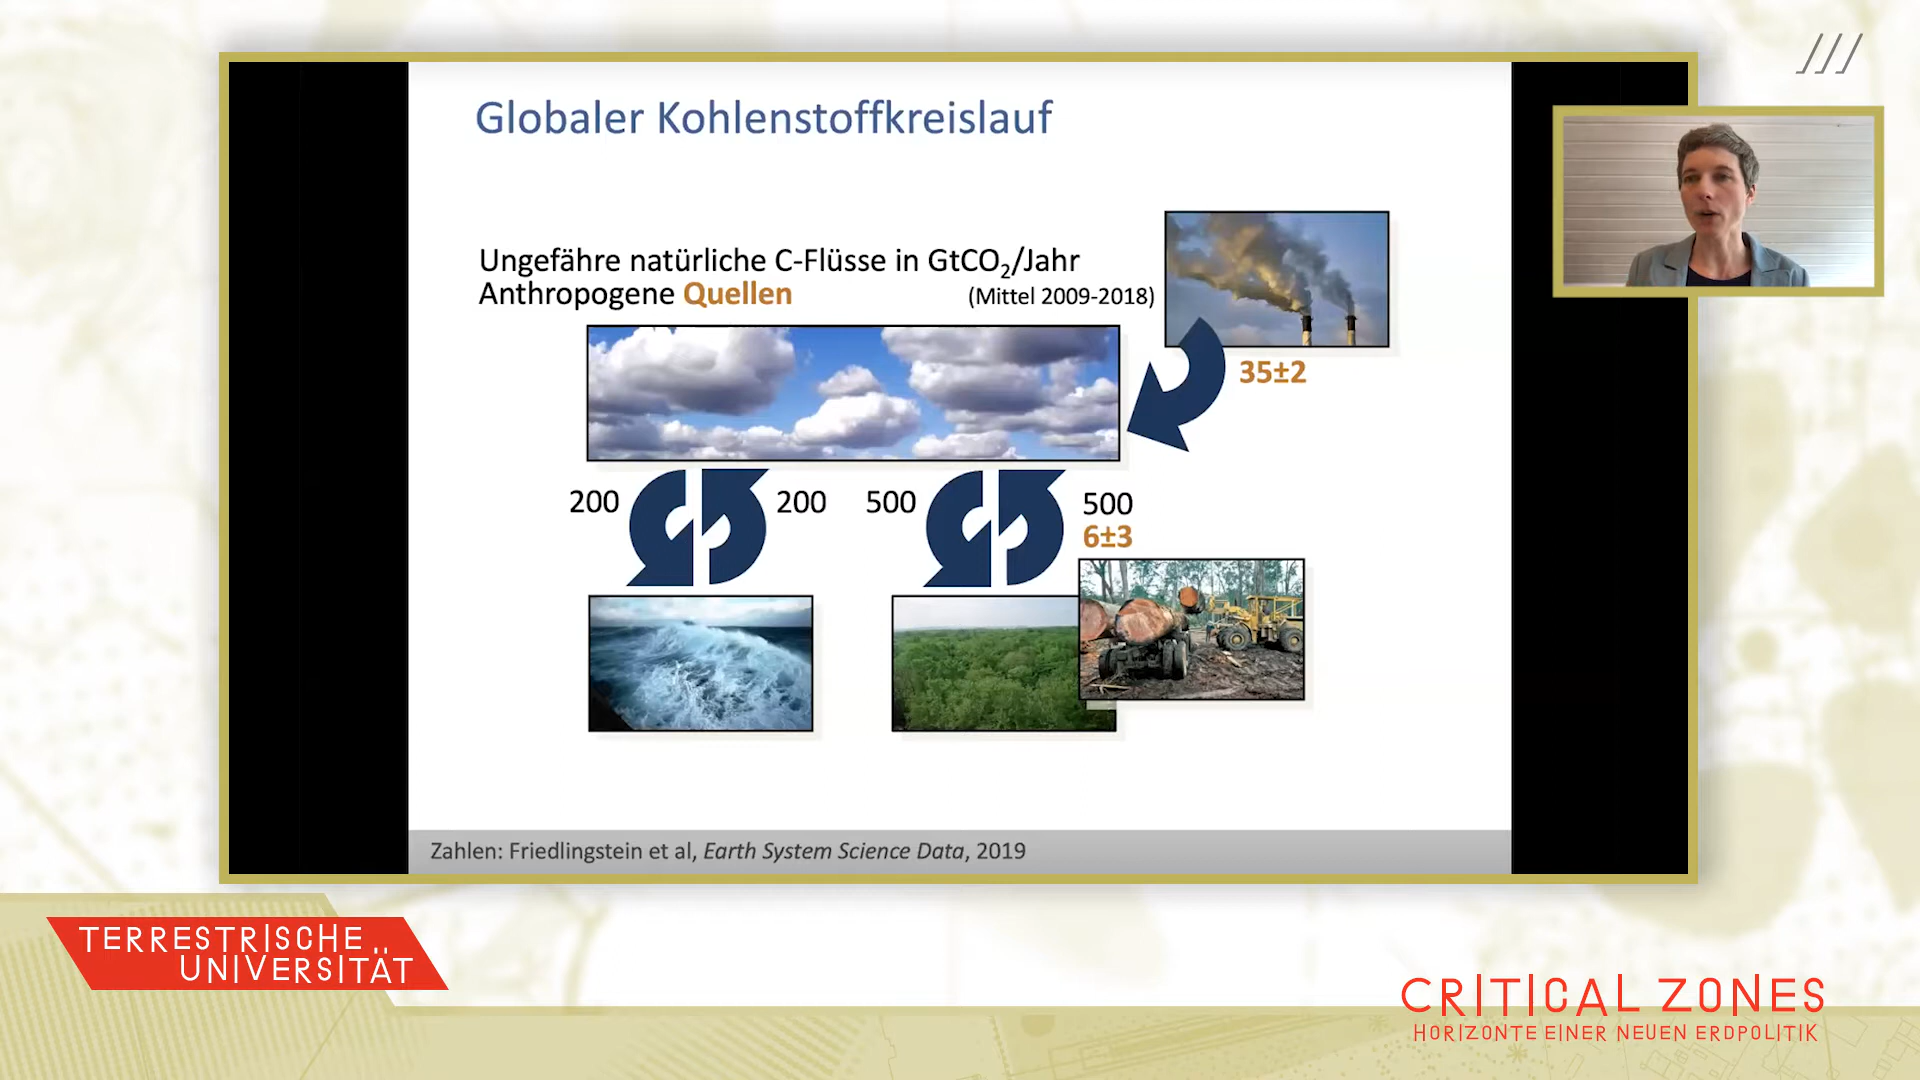 Globaler Kohlenstoffkreislauf
Ungefähre natürliche C-Flüsse in GtCO₂/Jahr
Anthropogene Quellen (Mittel 2009-2018)
35±2
200 200 500 500
6±3
Zahlen: Friedlingstein et al, Earth System Science Data, 2019
TERRESTRISCHE
UNIVERSITÄT
CRITICAL ZONES
HORIZONTE EINER NEUEN ERDPOLITIK